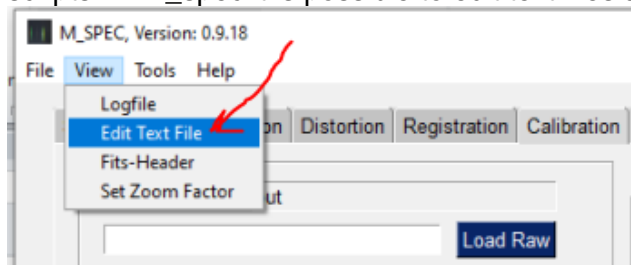 M_SPEC, Version: 0.9.18
File View Tools Help
Logfile
Edit Text File
on Distortion Registration Calibration
Fits-Header
Set Zoom Factor
ut
Load Raw